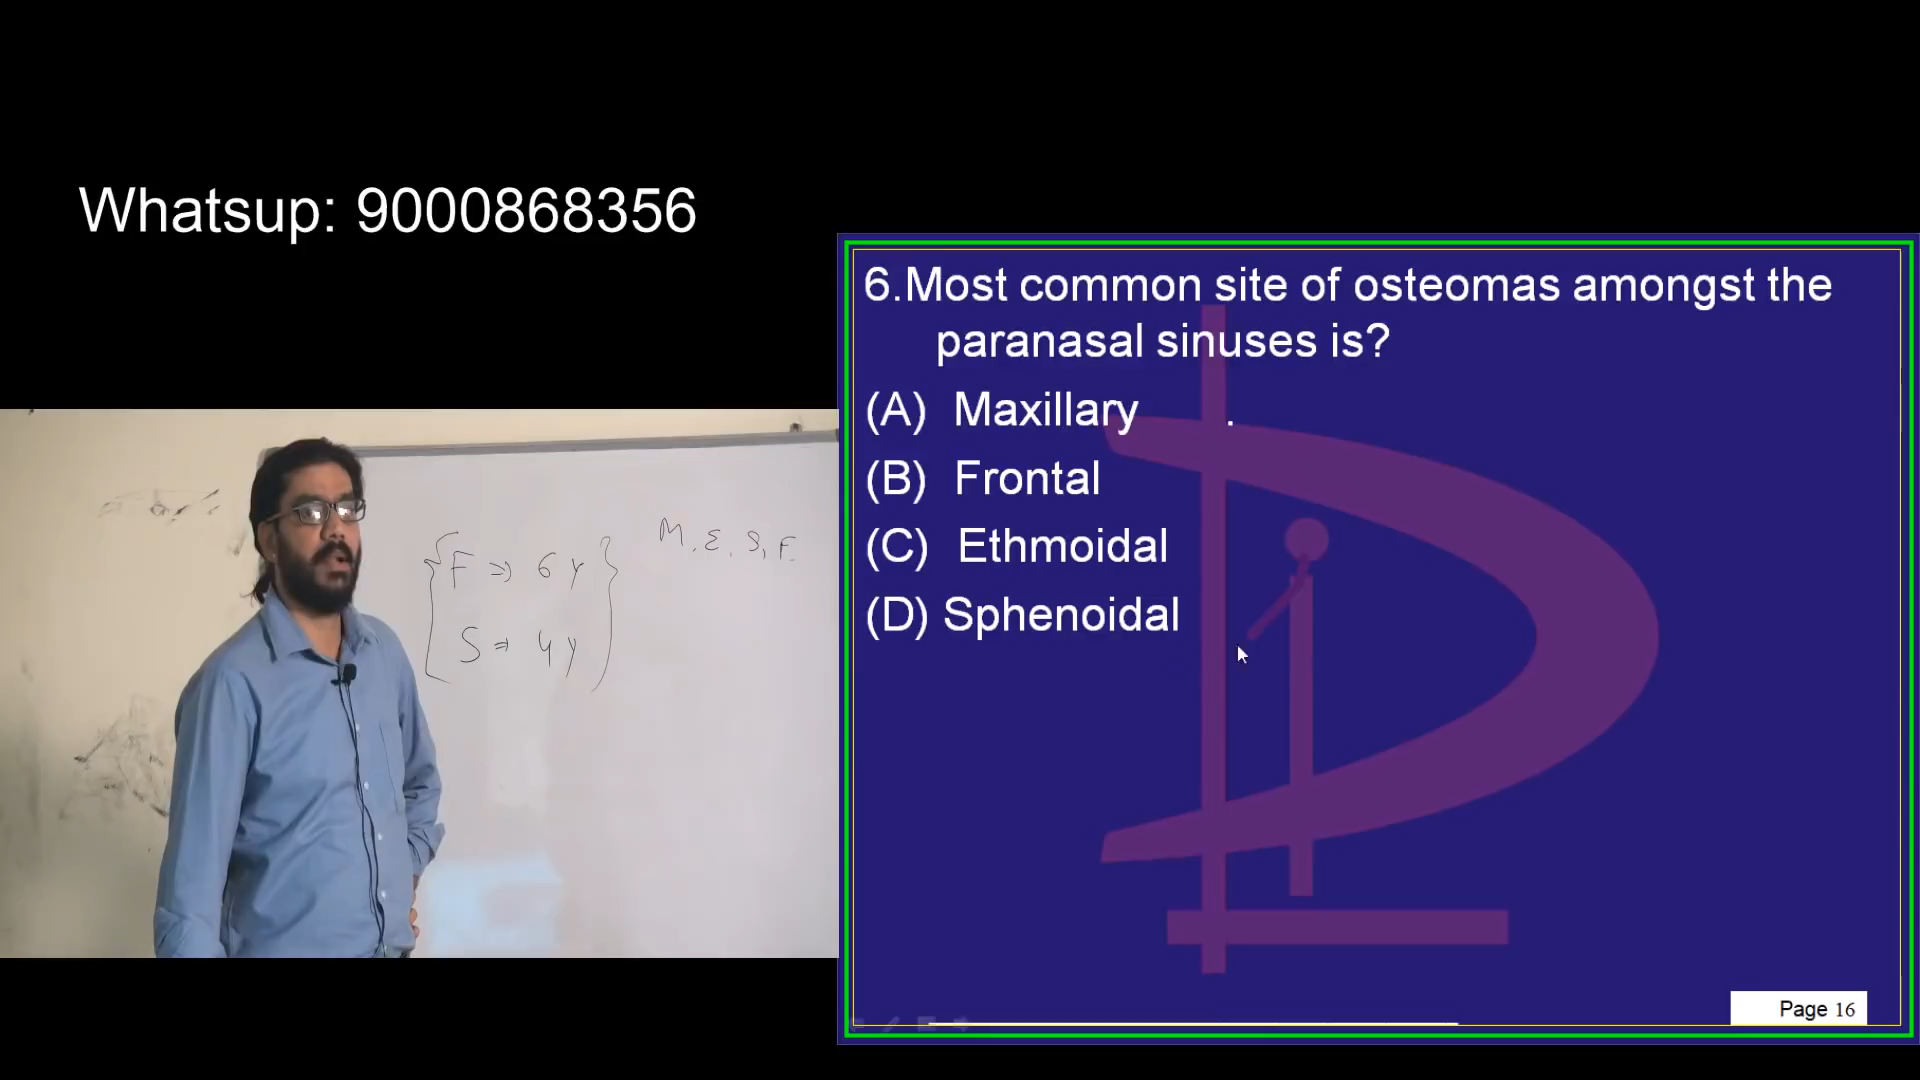 Whatsup: 9000868356
6.Most common site of osteomas amongst the
paranasal sinuses is?
(A) Maxillary .
(B) Frontal
(C) Ethmoidal
(D) Sphenoidal
F => 6 y
S => 4 y
M. E. S, F.
Page 16